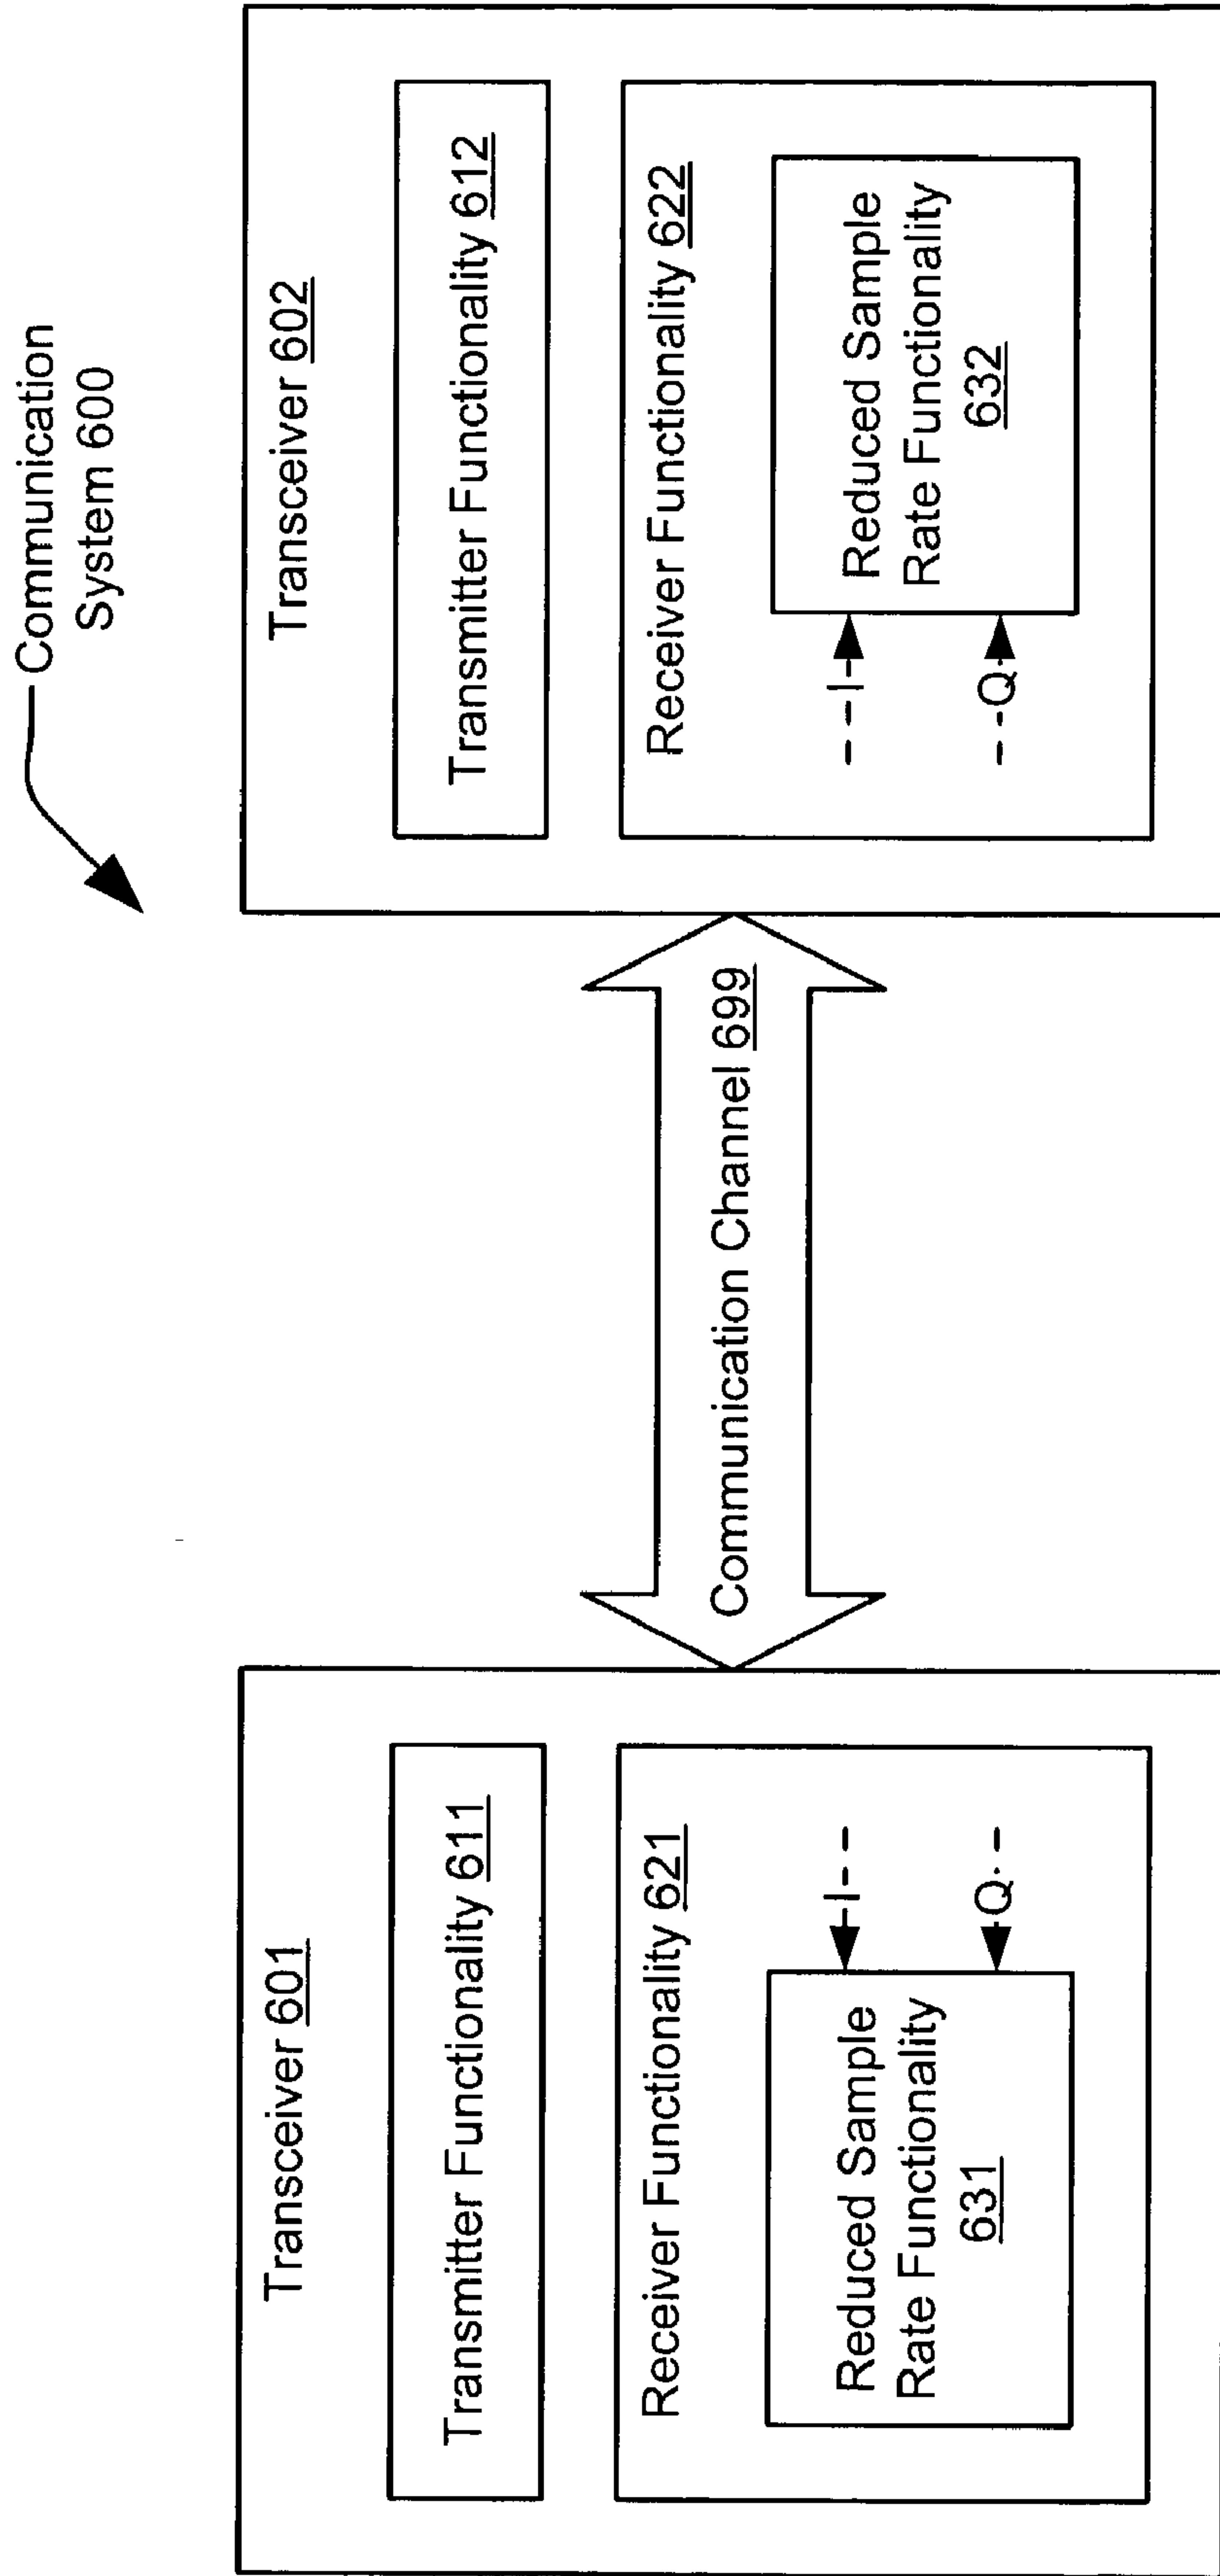 Communication
System 600
Transceiver 601
Transmitter Functionality 611
Receiver Functionality 621
Reduced Sample
Rate Functionality
631
I
Q
Communication Channel 699
Transceiver 602
Transmitter Functionality 612
Receiver Functionality 622
I
Q
Reduced Sample
Rate Functionality
632